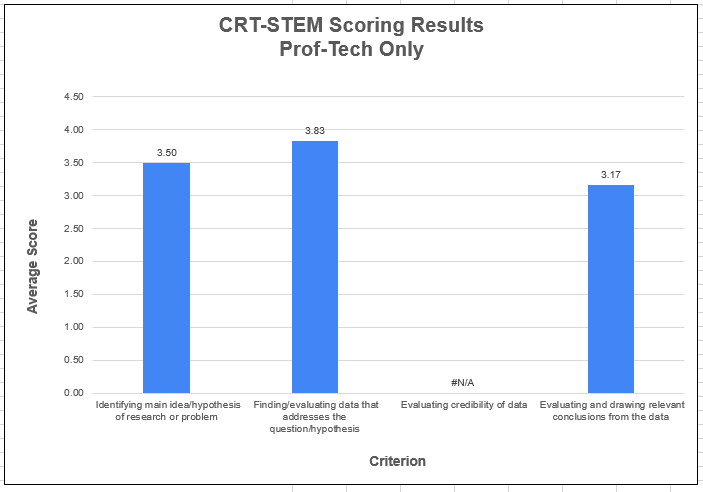 CRT-STEM Scoring Results
Prof-Tech Only
4.50
4.00
3.50
3.00
2.50
2.00
1.50
1.00
0.50
0.00
Average Score
3.50
3.83
#N/A
3.17
Identifying main idea/hypothesis
of research or problem
Finding/evaluating data that
addresses the
question/hypothesis
Evaluating credibility of data
Evaluating and drawing relevant
conclusions from the data
Criterion